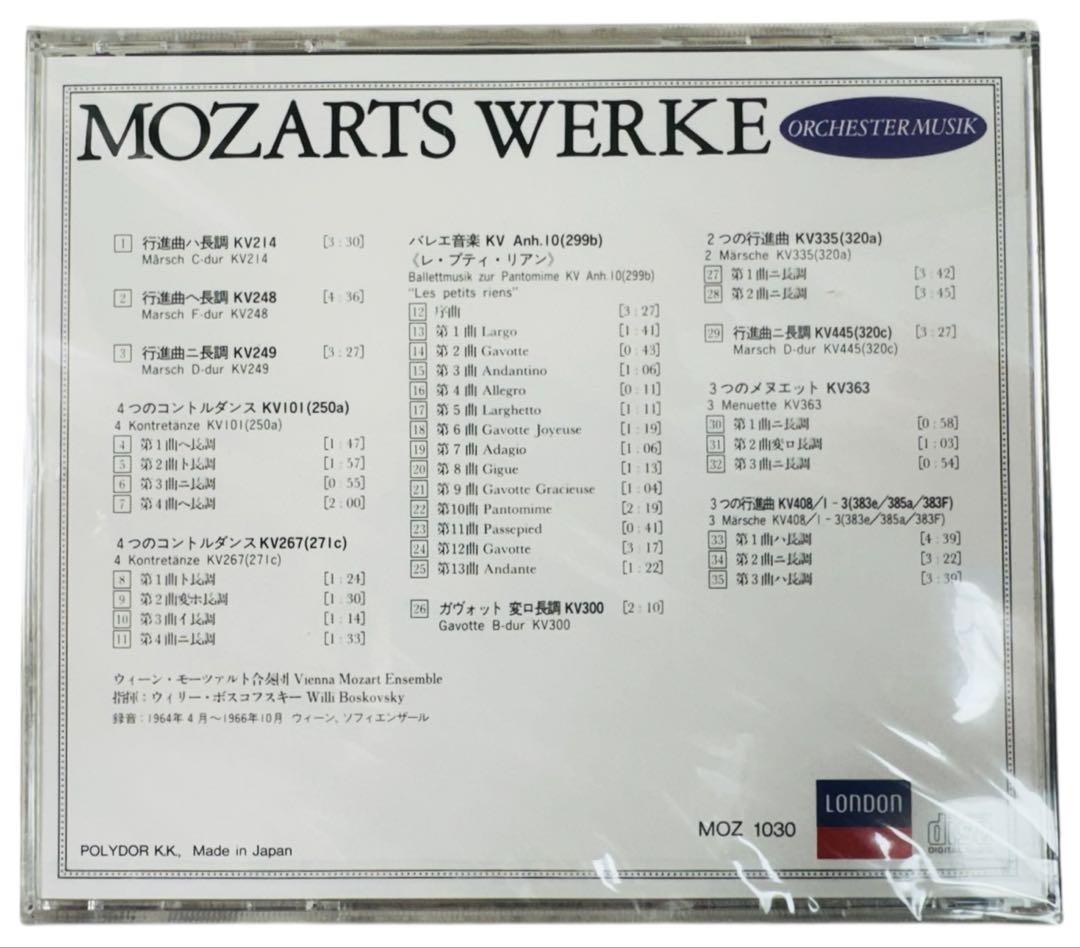 MOZARTS WERKE
ORCHESTERMUSIK
1 行進曲ハ長調 KV214 [3:30]
Marsch C-dur KV214
2 行進曲ヘ長調 KV248 [4:36]
Marsch F-dur KV248
3 行進曲ニ長調 KV249 [3:27]
Marsch D-dur KV249
4つのコントルダンス KV101(250a)
4 Kontretänze KV101(250a)
4 第1曲ヘ長調 [1:47]
5 第2曲ト長調 [1:57]
6 第3曲ニ長調 [0:55]
7 第4曲ヘ長調 [2:00]
4つのコントルダンス KV267(271c)
4 Kontretänze KV267(271c)
8 第1曲ト長調 [1:24]
9 第2曲変ホ長調 [1:30]
10 第3曲イ長調 [1:14]
11 第4曲ニ長調 [1:33]
バレエ音楽 KV Anh.10(299b)
《レ・プティ・リアン》
Ballettmusik zur Pantomime KV Anh.10(299b)
"Les petits riens"
12 序曲 [3:27]
13 第1曲 Largo [1:41]
14 第2曲 Gavotte [0:43]
15 第3曲 Andantino [1:06]
16 第4曲 Allegro [0:11]
17 第5曲 Larghetto [1:11]
18 第6曲 Gavotte Joyeuse [1:19]
19 第7曲 Adagio [1:06]
20 第8曲 Gigue [1:13]
21 第9曲 Gavotte Gracieuse [1:04]
22 第10曲 Pantomime [2:19]
23 第11曲 Passepied [0:41]
24 第12曲 Gavotte [3:17]
25 第13曲 Andante [1:22]
26 ガヴォット 変ロ長調 KV300 [2:10]
Gavotte B-dur KV300
2つの行進曲 KV335(320a)
2 Märsche KV335(320a)
27 第1曲ニ長調 [3:42]
28 第2曲ニ長調 [3:45]
29 行進曲ニ長調 KV445(320c) [3:27]
Marsch D-dur KV445(320c)
3つのメヌエット KV363
3 Menuette KV363
30 第1曲ニ長調 [0:58]
31 第2曲変ロ長調 [1:03]
32 第3曲ニ長調 [0:54]
3つの行進曲 KV408/1-3(383e/385a/383F)
3 Märsche KV408/1-3(383e/385a/383F)
33 第1曲ハ長調 [4:39]
34 第2曲ニ長調 [3:22]
35 第3曲ハ長調 [3:39]
ウィーン・モーツァルト合奏団 Vienna Mozart Ensemble
指揮：ウィリー・ボスコフスキー Willi Boskovsky
録音：1964年4月〜1966年10月 ウィーン、ソフィエンザール
LONDON
MOZ 1030
disc
DIGITAL AUDIO
POLYDOR K.K., Made in Japan